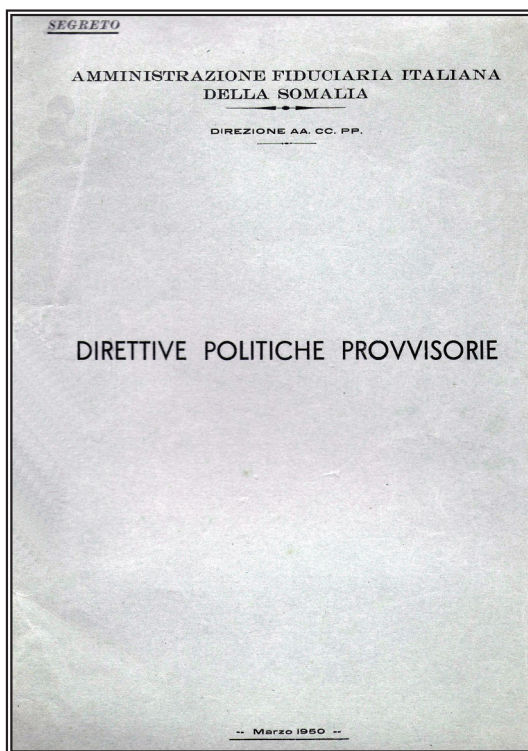 SEGRETO
AMMINISTRAZIONE FIDUCIARIA ITALIANA
DELLA SOMALIA
DIREZIONE AA. CC. PP.
DIRETTIVE POLITICHE PROVVISORIE
-- Marzo 1950 --